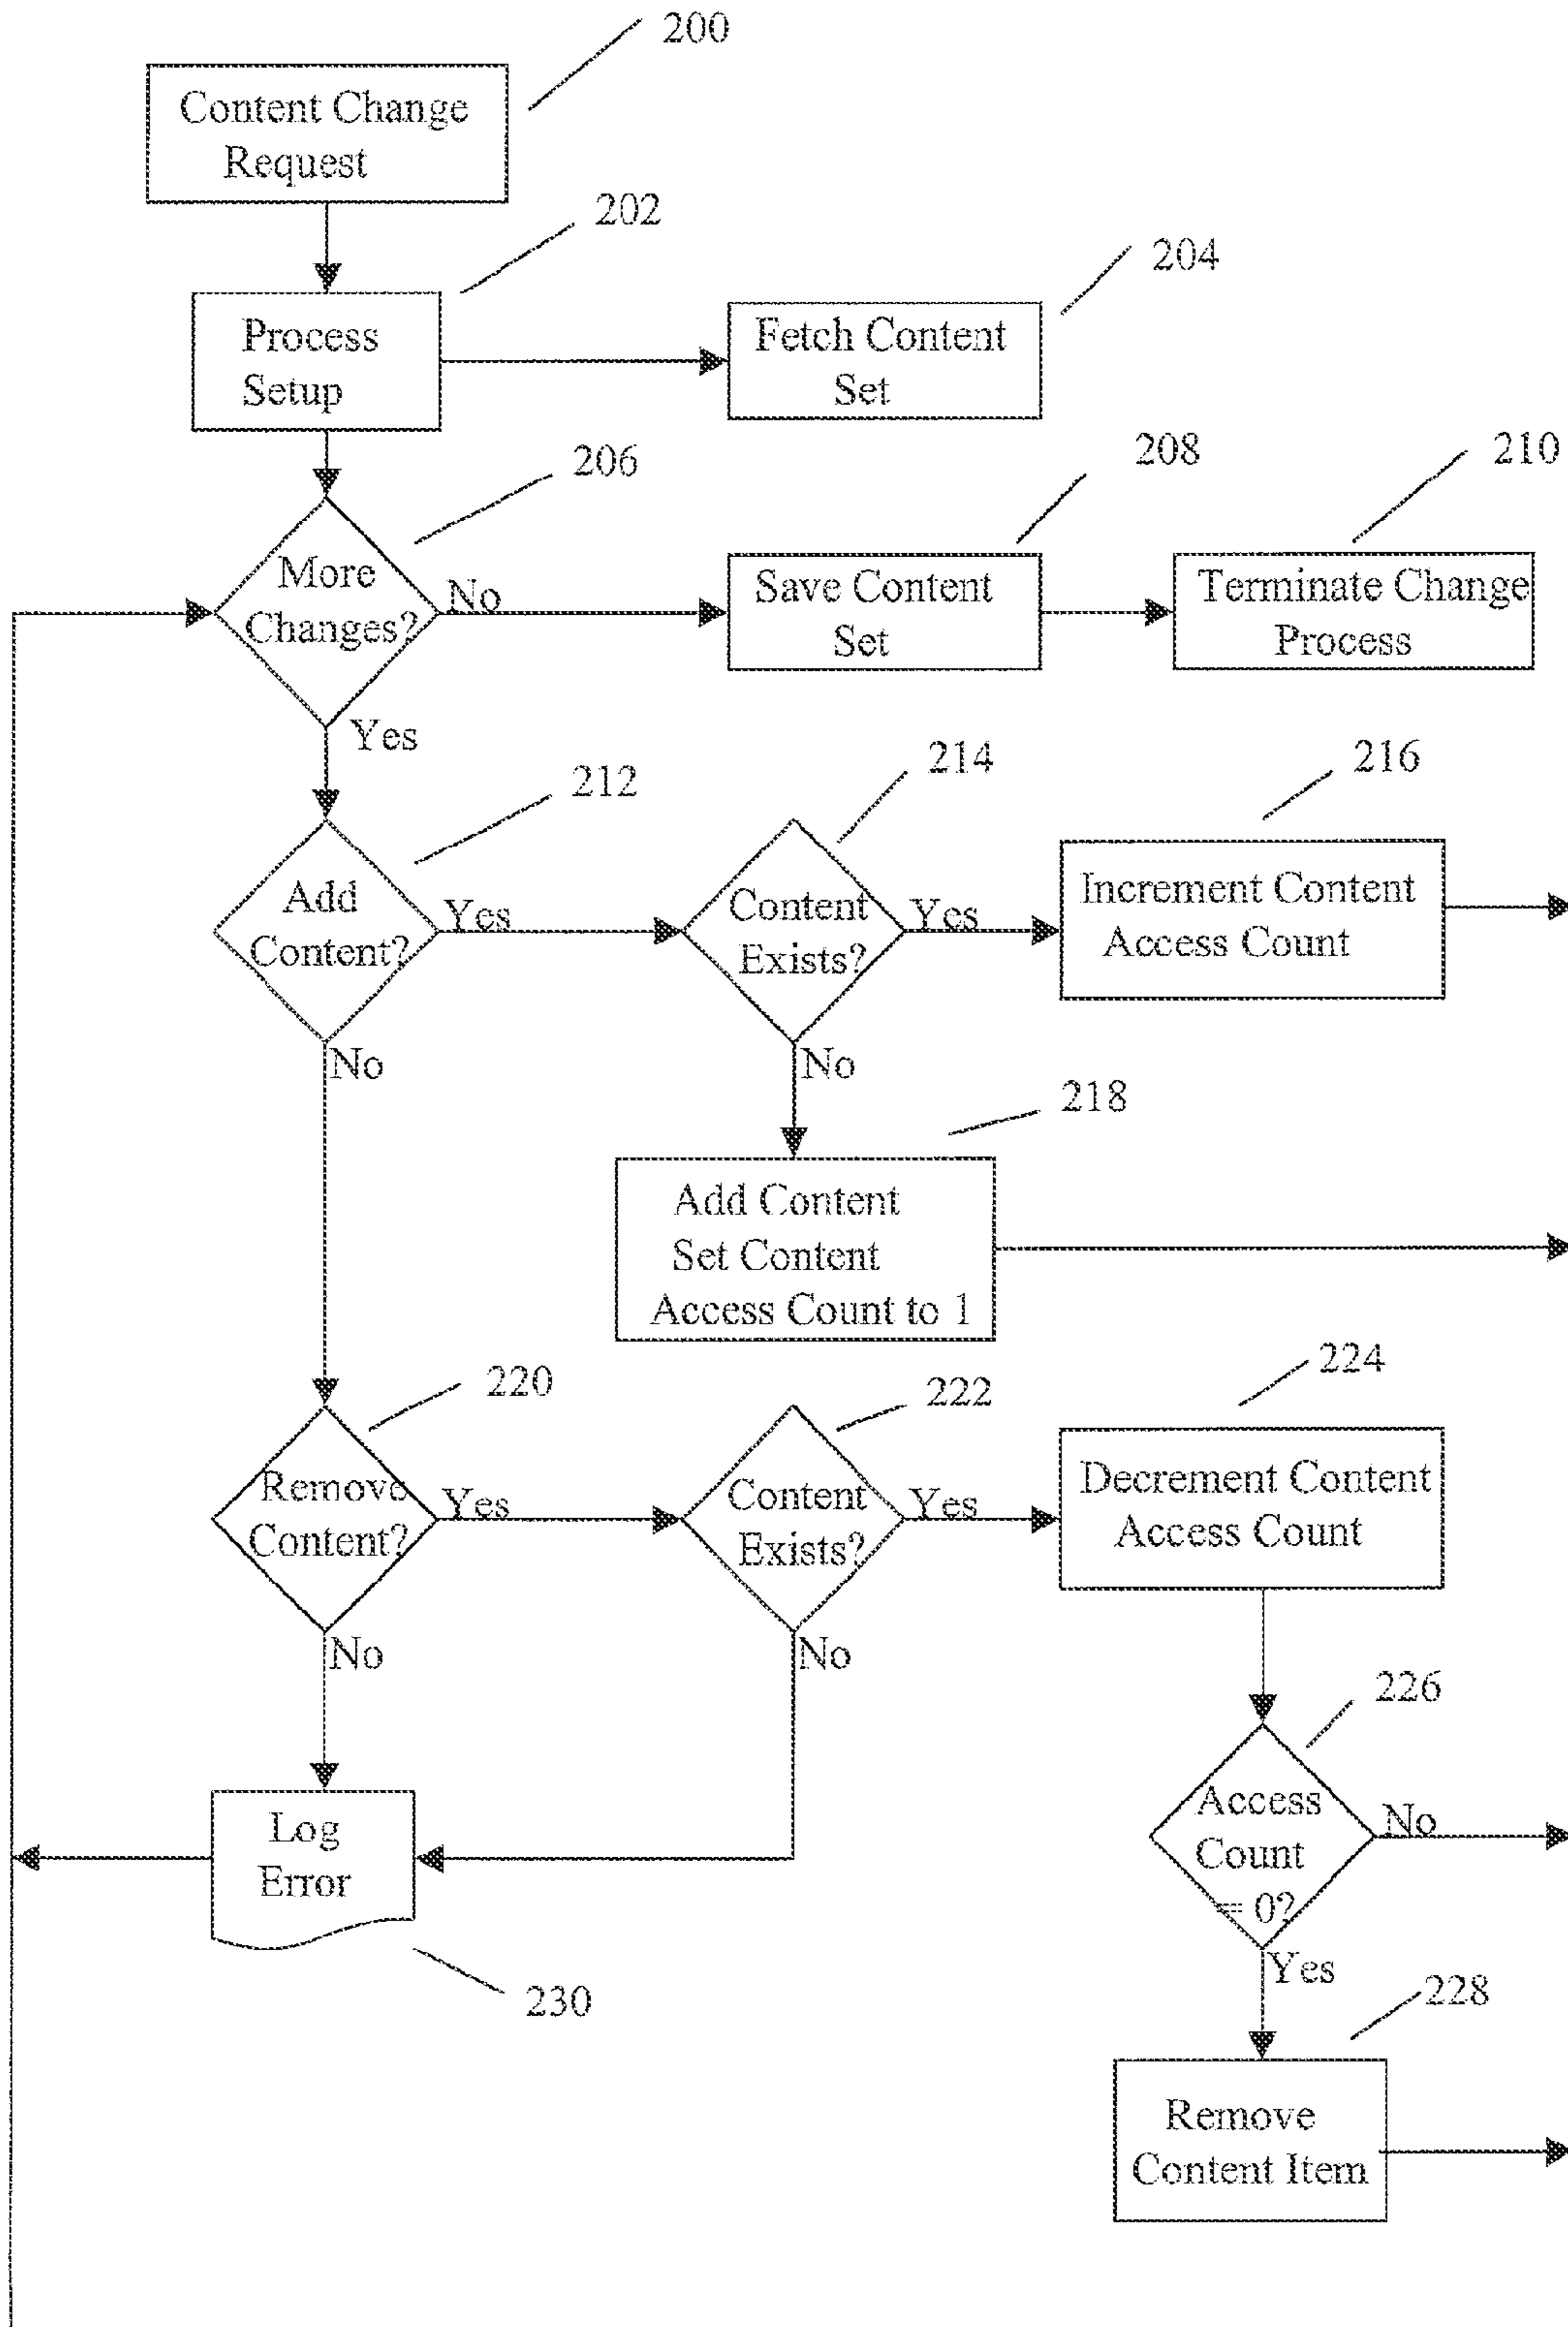 200
Content Change
Request
202
Process
Setup
204
Fetch Content
Set
206
More
Changes?
No
208
Save Content
Set
210
Terminate Change
Process
Yes
212
Add
Content?
Yes
214
Content
Exists?
Yes
216
Increment Content
Access Count
No
No
218
Add Content
Set Content
Access Count to 1
220
Remove
Content?
Yes
222
Content
Exists?
Yes
224
Decrement Content
Access Count
No
No
226
Access
Count
= 0?
No
Log
Error
230
Yes
228
Remove
Content Item